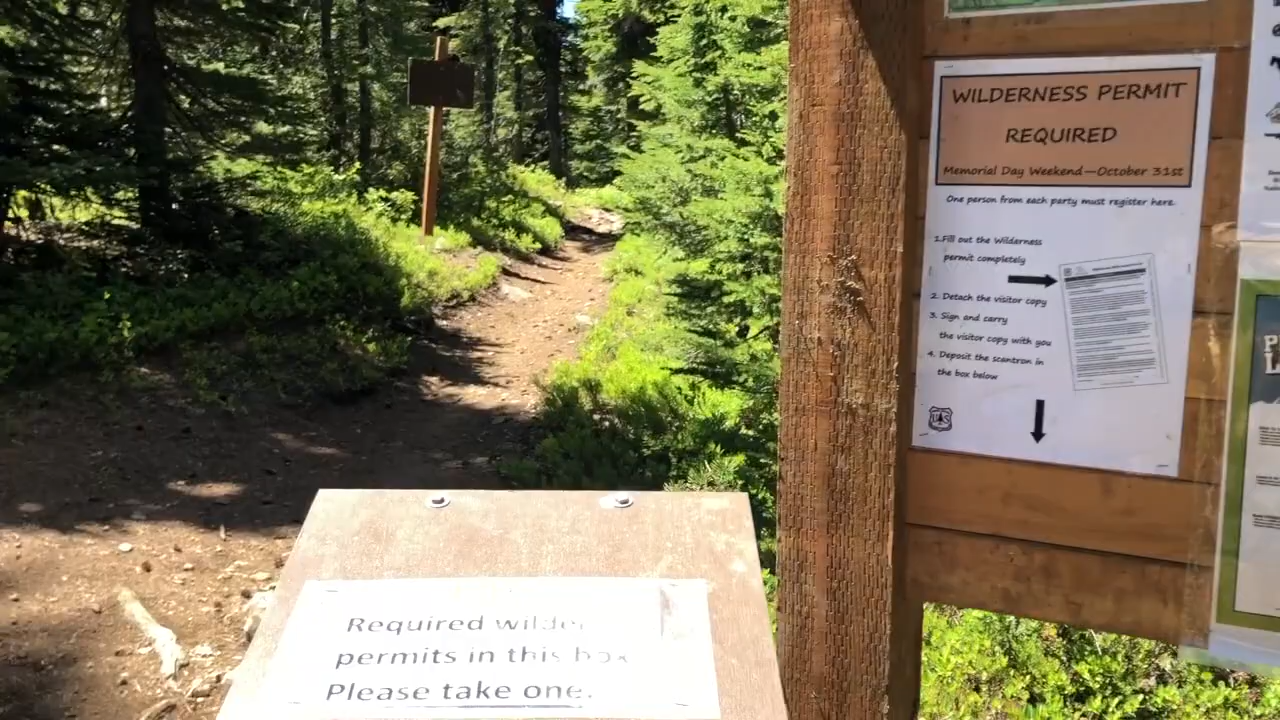 WILDERNESS PERMIT
REQUIRED
Memorial Day Weekend—October 31st
One person from each party must register here.
1.Fill out the Wilderness
permit completely
2. Detach the visitor copy
3. Sign and carry
the visitor copy with you
4. Deposit the scantron in
the box below
Required wilder
permits in this box
Please take one.